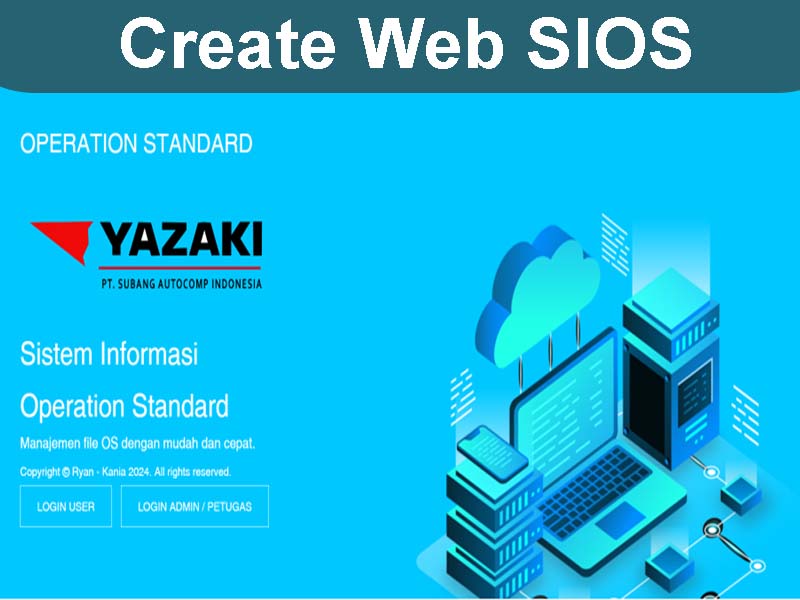 Create Web SIOS
OPERATION STANDARD
YAZAKI
PT. SUBANG AUTOCOMP INDONESIA
Sistem Informasi
Operation Standard
Manajemen file OS dengan mudah dan cepat.
Copyright © Ryan - Kania 2024. All rights reserved.
LOGIN USER
LOGIN ADMIN / PETUGAS